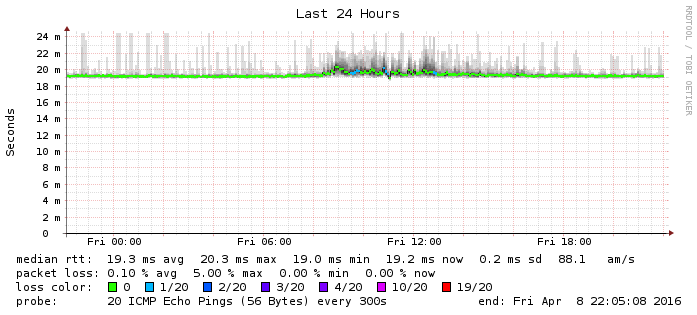 Last 24 Hours
RRDTOOL / TOBI OETIKER
Seconds
24 m
22 m
20 m
18 m
16 m
14 m
12 m
10 m
8 m
6 m
4 m
2 m
0
Fri 00:00 Fri 06:00 Fri 12:00 Fri 18:00
median rtt: 19.3 ms avg 20.3 ms max 19.0 ms min 19.2 ms now 0.2 ms sd 88.1 am/s
packet loss: 0.10 % avg 5.00 % max 0.00 % min 0.00 % now
loss color: 0 1/20 2/20 3/20 4/20 10/20 19/20
probe: 20 ICMP Echo Pings (56 Bytes) every 300s end: Fri Apr 8 22:05:08 2016